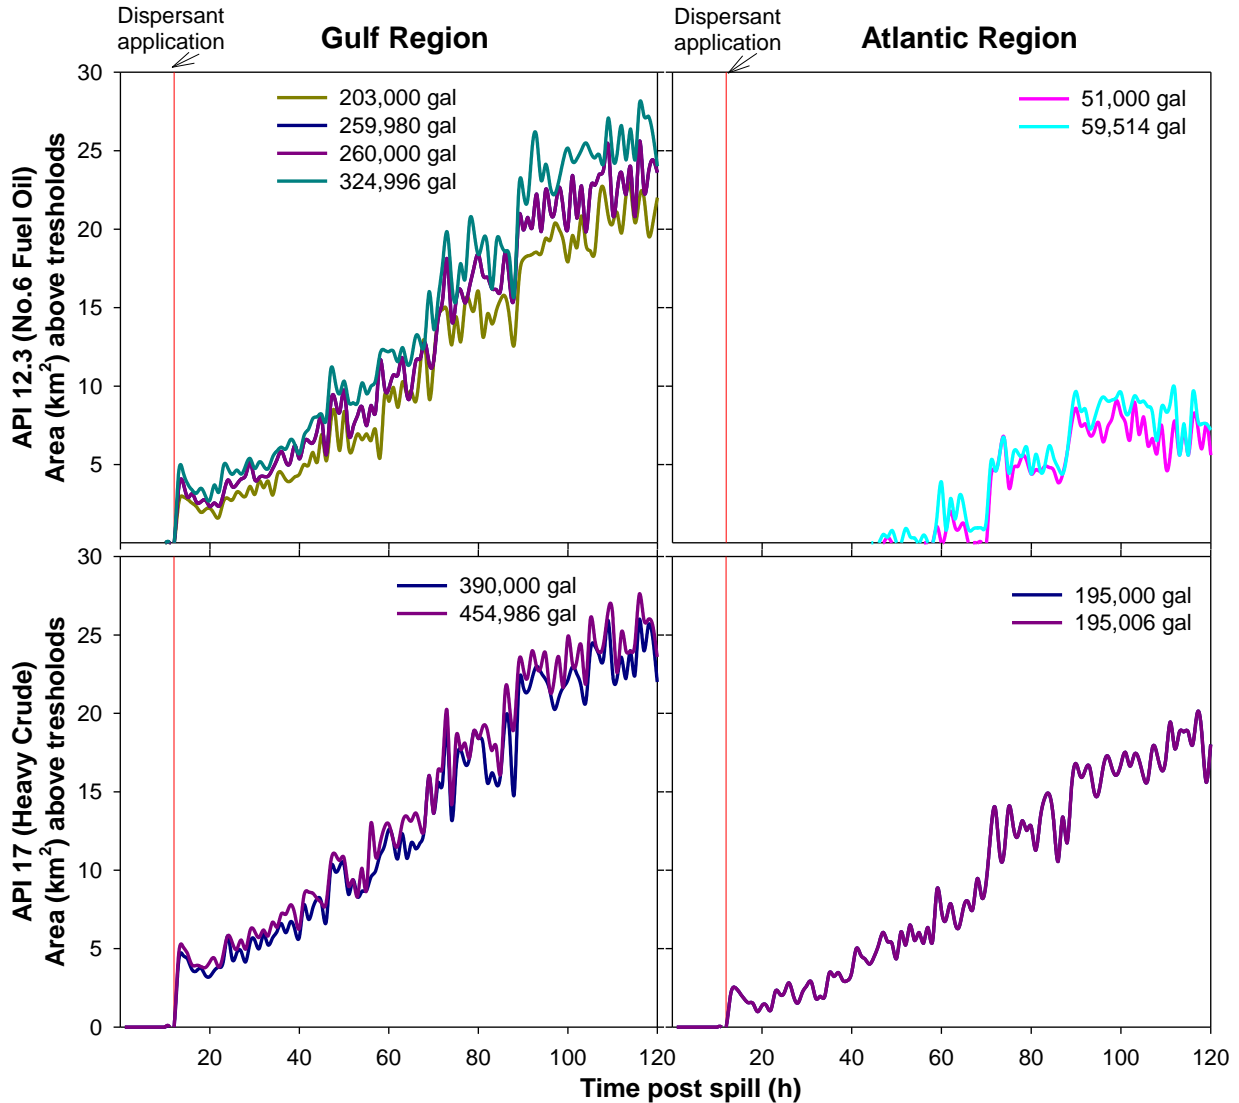 Dispersant
application
Gulf Region
Dispersant
application
Atlantic Region
API 12.3 (No.6 Fuel Oil)
Area (km²) above tresholods
30
25
20
15
10
5
203,000 gal
259,980 gal
260,000 gal
324,996 gal
51,000 gal
59,514 gal
API 17 (Heavy Crude)
Area (km²) above tresholods
30
25
20
15
10
5
0
390,000 gal
454,986 gal
195,000 gal
195,006 gal
20 40 60 80 100 120
20 40 60 80 100 120
Time post spill (h)